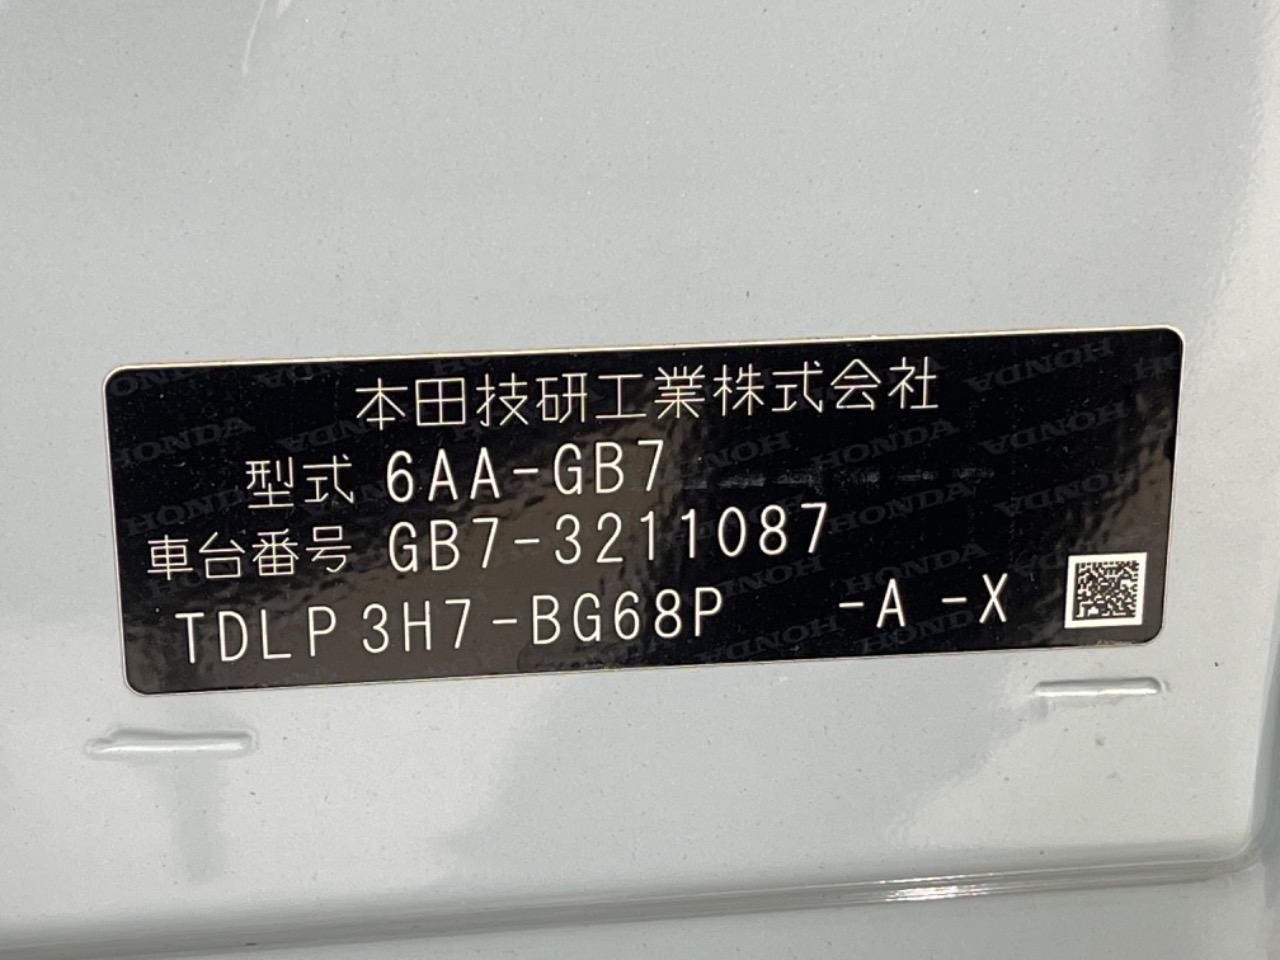 本田技研工業株式会社
型式 6AA-GB7
車台番号 GB7-3211087
TDLP3H7-BG68P -A -X